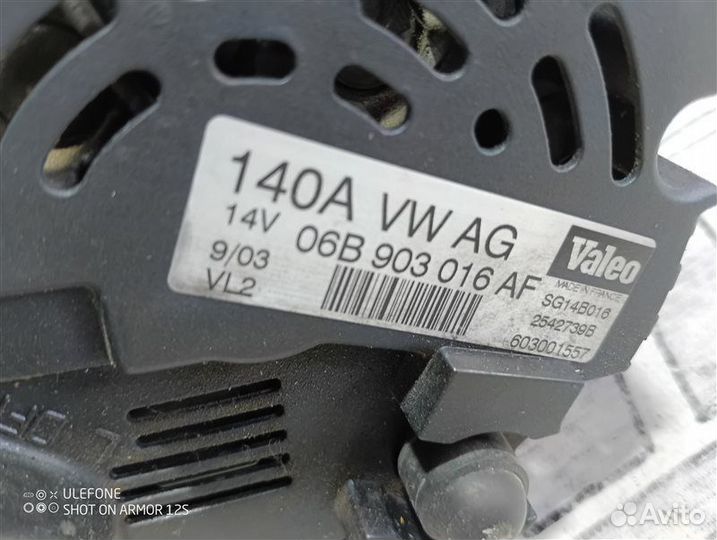 140A VW AG
14V 06B 903 016 AF
9/03
VL2
Valeo
MADE IN FRANCE
SG14B016
2542739B
603001557
ULEFONE
SHOT ON ARMOR 12S
Avito